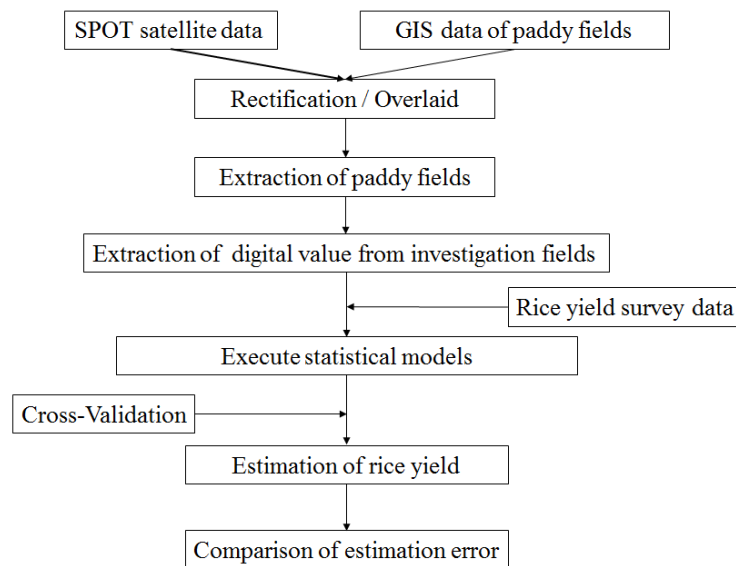 SPOT satellite data
GIS data of paddy fields
Rectification / Overlaid
Extraction of paddy fields
Extraction of digital value from investigation fields
Rice yield survey data
Execute statistical models
Cross-Validation
Estimation of rice yield
Comparison of estimation error